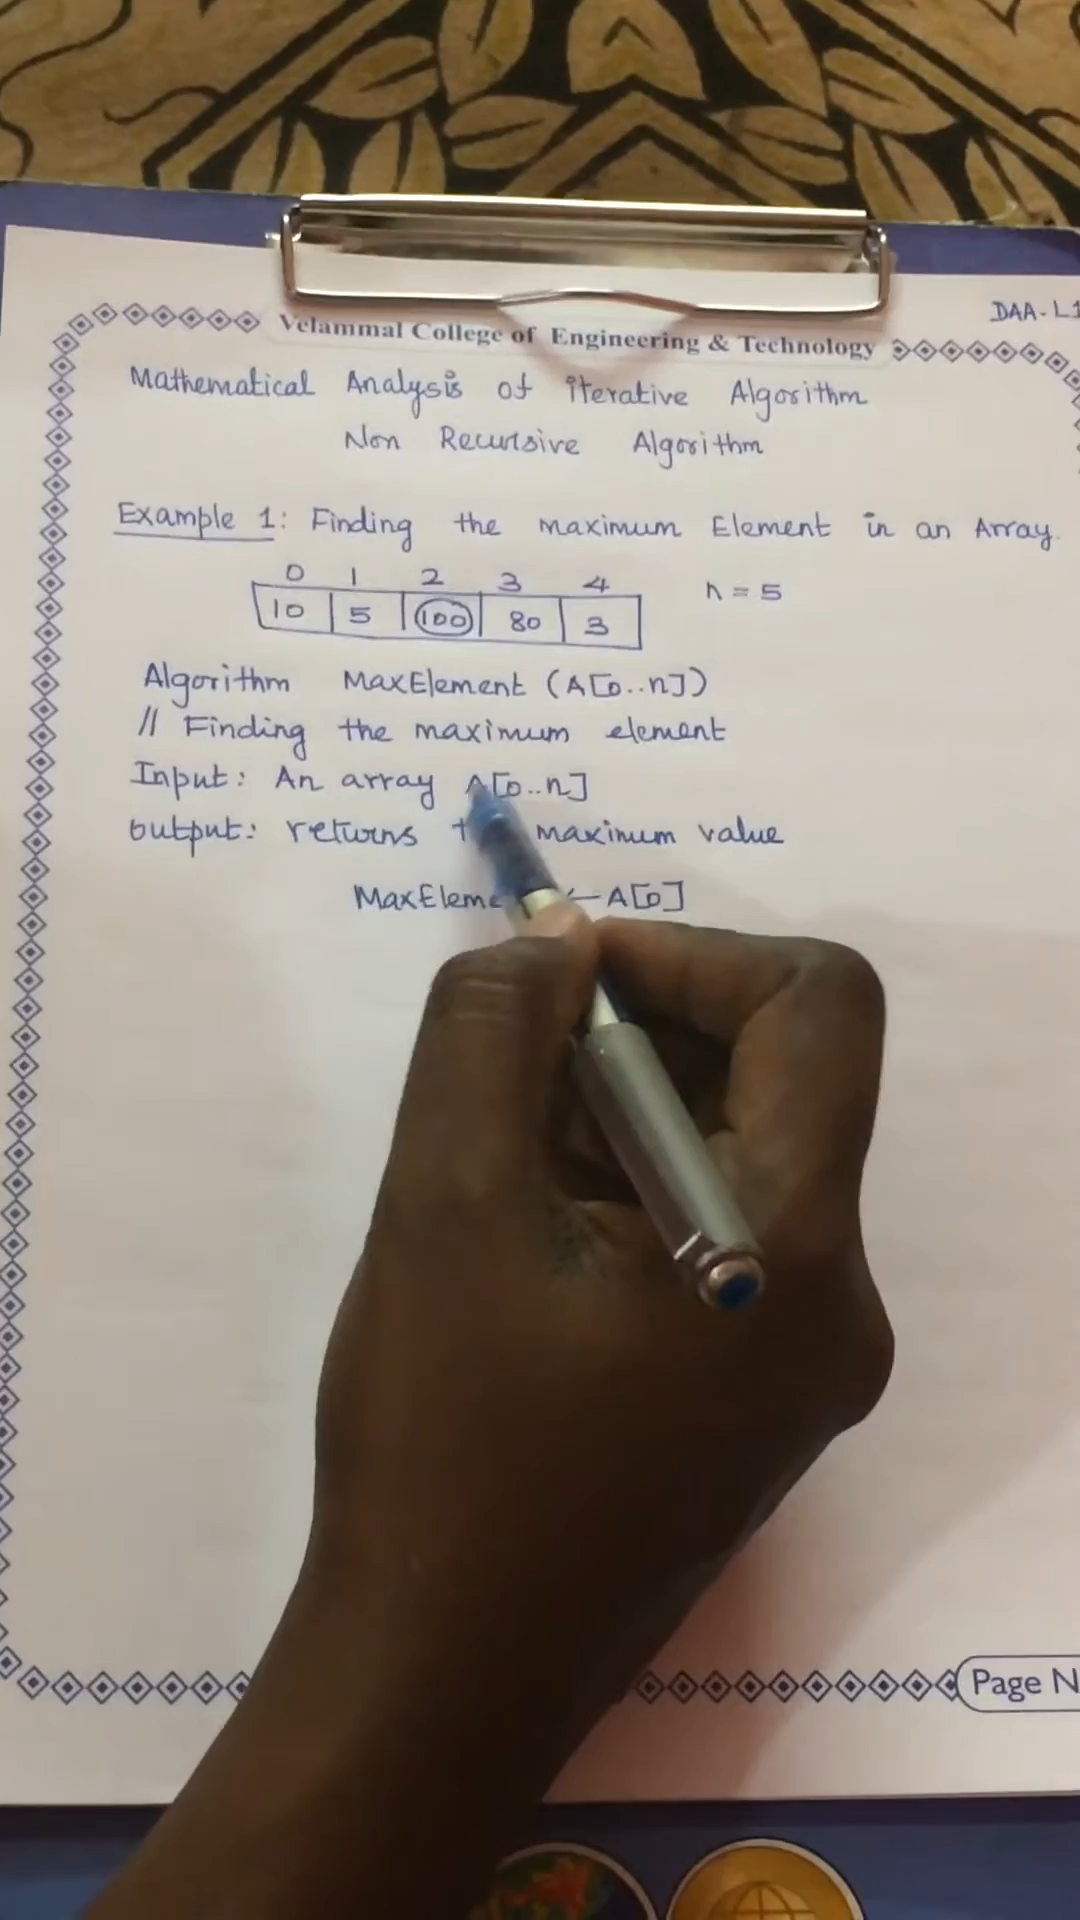 DAA-L1
Velammal College of Engineering & Technology
Mathematical Analysis of iterative Algorithm
Non Recursive Algorithm
Example 1: Finding the maximum Element in an Array.
0 1 2 3 4
10 5 100 80 3
n = 5
Algorithm MaxElement (A[0..n])
// Finding the maximum element
Input: An array A[0..n]
output: returns maximum value
MaxEleme ← A[0]
Page N